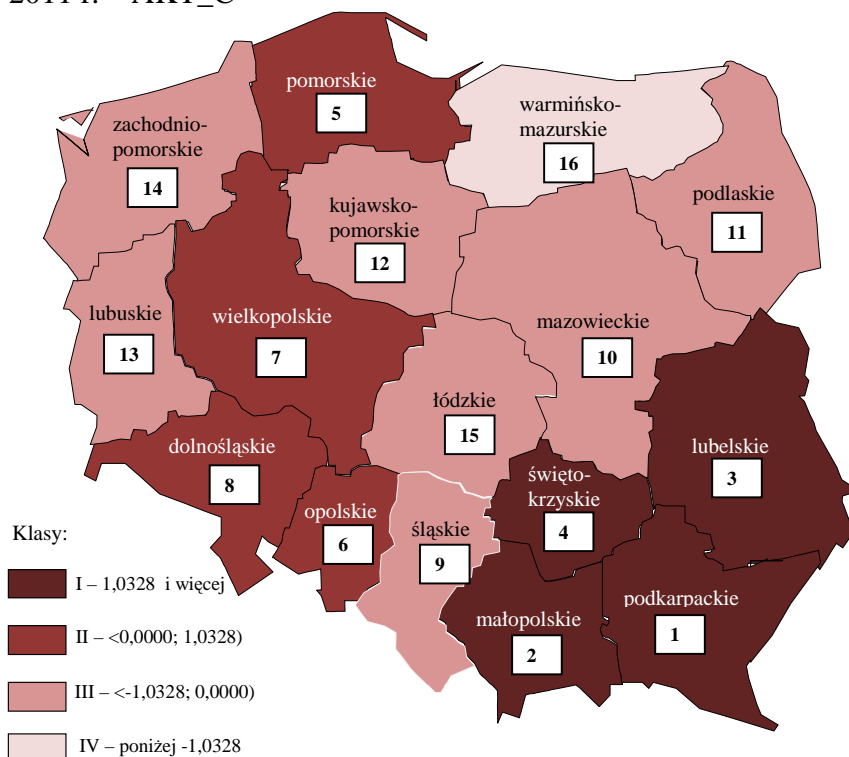 pomorskie
5
warmińsko-
mazurskie
16
zachodnio-
pomorskie
14
podlaskie
11
kujawsko-
pomorskie
12
lubuskie
13
wielkopolskie
7
mazowieckie
10
łódzkie
15
dolnośląskie
8
lubelskie
3
święto-
krzyskie
4
opolskie
6
śląskie
9
małopolskie
2
podkarpackie
1
Klasy:
I – 1,0328 i więcej
II – <0,0000; 1,0328)
III – <-1,0328; 0,0000)
IV – poniżej -1,0328